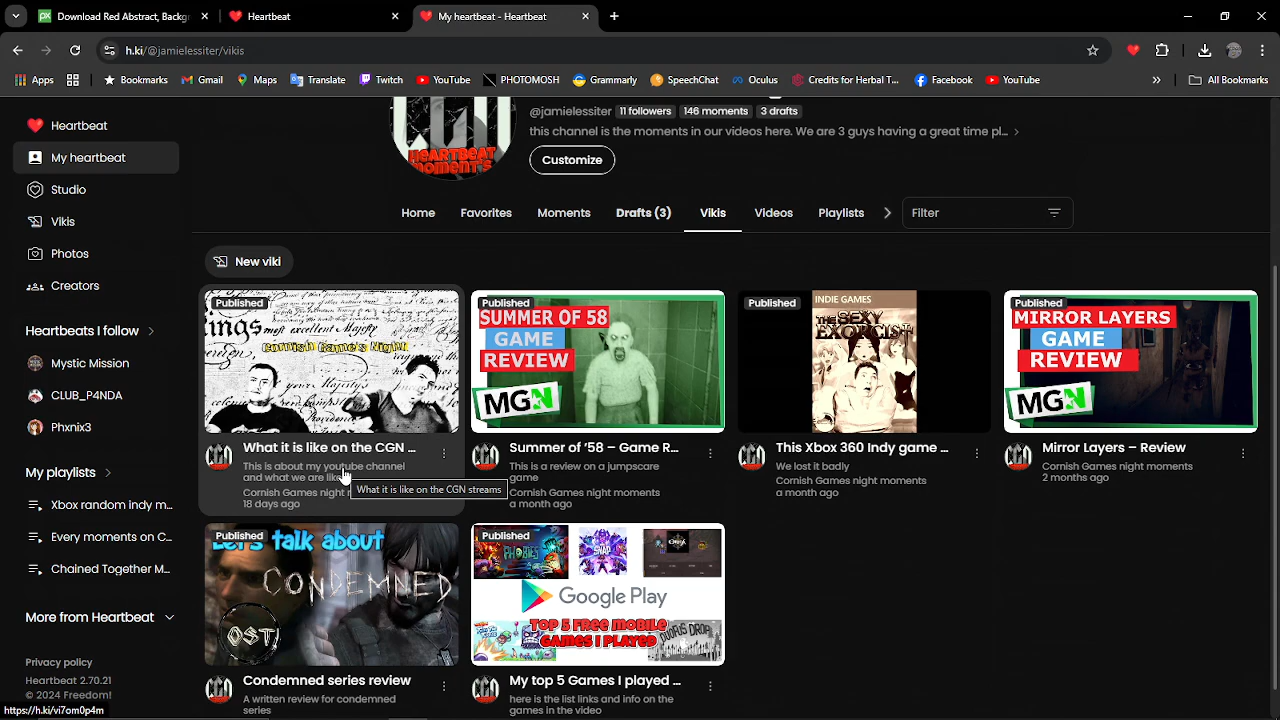 Download Red Abstract, Backgr
Heartbeat
My heartbeat - Heartbeat
h.ki/@jamielessiter/vikis
Apps
Bookmarks
Gmail
Maps
Translate
Twitch
YouTube
PHOTOMOSH
Grammarly
SpeechChat
Oculus
Credits for Herbal T...
Facebook
YouTube
All Bookmarks
Heartbeat
My heartbeat
Studio
Vikis
Photos
Creators
Heartbeats I follow
Mystic Mission
CLUB_P4NDA
Phxnix3
My playlists
Xbox random indy m...
Every moments on C...
Chained Together M...
More from Heartbeat
Privacy policy
Heartbeat 2.70.21
© 2024 Freedom!
https://h.ki/vi7om0p4m
HEARTBEAT
MOMENT'S
@jamielessiter 11 followers 146 moments 3 drafts
this channel is the moments in our videos here. We are 3 guys having a great time pl...
Customize
Home
Favorites
Moments
Drafts (3)
Vikis
Videos
Playlists
Filter
New viki
Published
What it is like on the CGN ...
This is about my youtube channel
and what we are like
Cornish Games night
18 days ago
What it is like on the CGN streams
Published
SUMMER OF 58
GAME
REVIEW
MGN
Summer of '58 – Game R...
This is a review on a jumpscare
game
Cornish Games night moments
a month ago
Published
INDIE GAMES
THE SEXY
EXORCIST
This Xbox 360 Indy game ...
We lost it badly
Cornish Games night moments
a month ago
Published
MIRROR LAYERS
GAME
REVIEW
MGN
Mirror Layers – Review
Cornish Games night moments
2 months ago
Published
Let's talk about
CONDEMNED
OST!
Condemned series review
A written review for condemned
series
Published
PHOBIES
SNAP
Google Play
TOP 5 FREE MOBILE
GAMES I PLAYED
My top 5 Games I played ...
here is the list links and info on the
games in the video